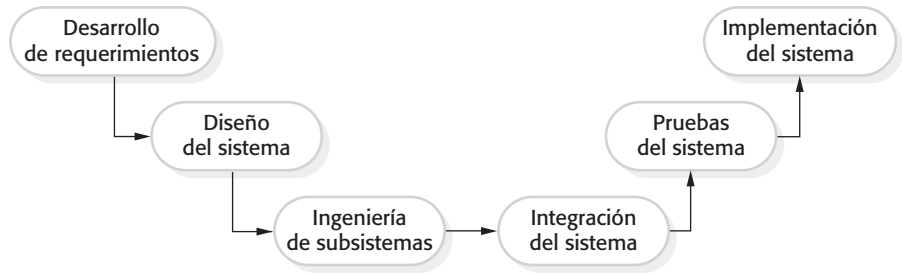 Desarrollo
de requerimientos
Diseño
del sistema
Ingeniería
de subsistemas
Integración
del sistema
Pruebas
del sistema
Implementación
del sistema